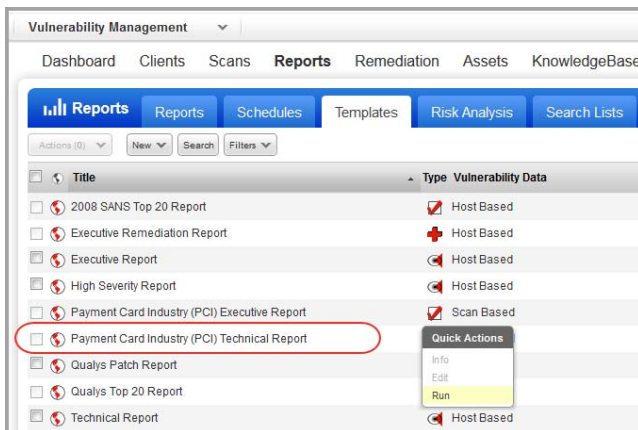 Vulnerability Management
Dashboard Clients Scans Reports Remediation Assets KnowledgeBase
Reports Reports Schedules Templates Risk Analysis Search Lists
Actions (0) New Search Filters
Title Type Vulnerability Data
2008 SANS Top 20 Report Host Based
Executive Remediation Report Host Based
Executive Report Host Based
High Severity Report Host Based
Payment Card Industry (PCI) Executive Report Scan Based
Payment Card Industry (PCI) Technical Report Quick Actions
Qualys Patch Report Info
Edit
Qualys Top 20 Report Run
Technical Report Host Based